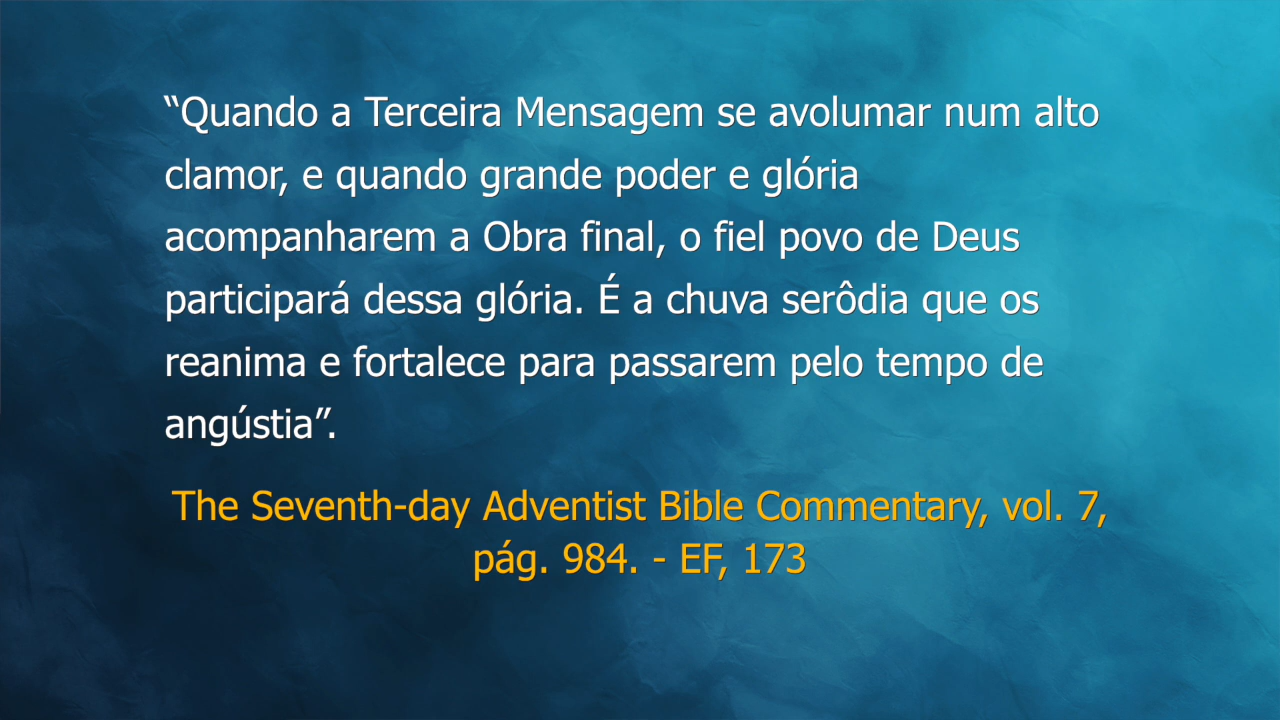 “Quando a Terceira Mensagem se avolumar num alto
clamor, e quando grande poder e glória
acompanharem a Obra final, o fiel povo de Deus
participará dessa glória. É a chuva serôdia que os
reanima e fortalece para passarem pelo tempo de
angústia”.
The Seventh-day Adventist Bible Commentary, vol. 7,
pág. 984. - EF, 173